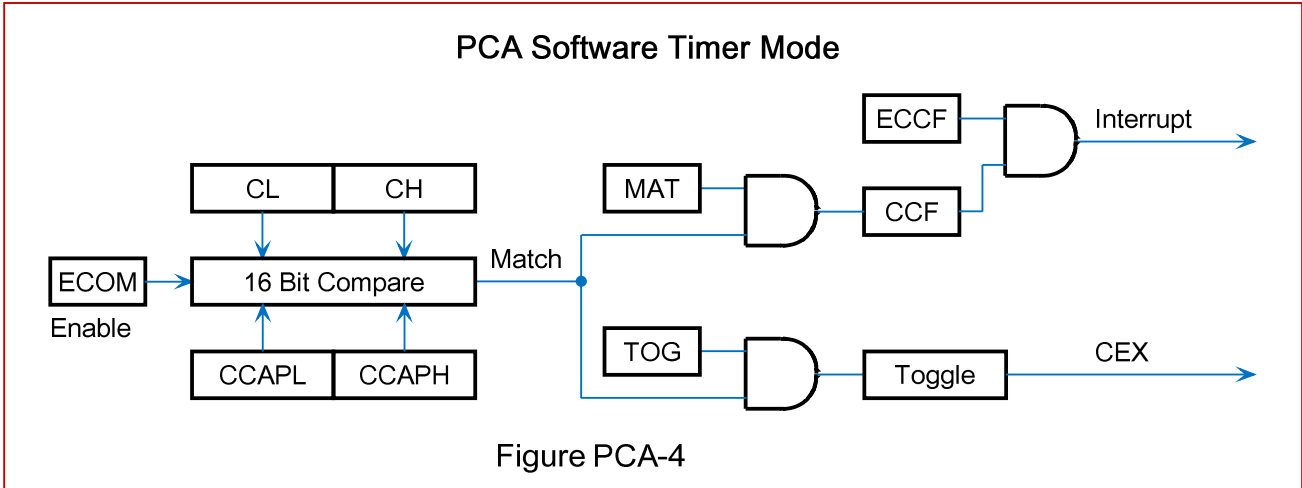 PCA Software Timer Mode
ECCF
Interrupt
CL
CH
MAT
CCF
ECOM
16 Bit Compare
Match
Enable
CCAPL
CCAPH
TOG
Toggle
CEX
Figure PCA-4